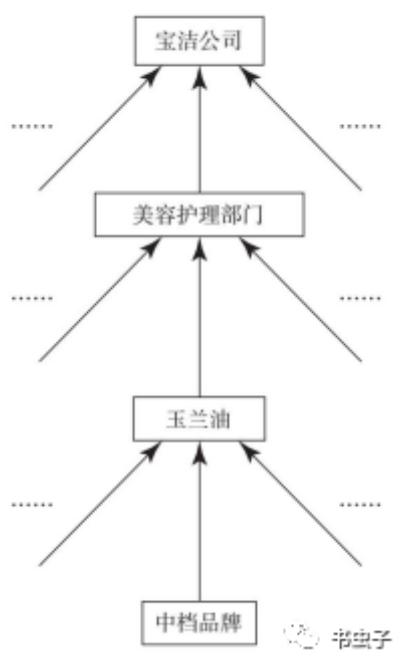 宝洁公司
…… ……
美容护理部门
…… ……
玉兰油
…… ……
中档品牌
书虫子